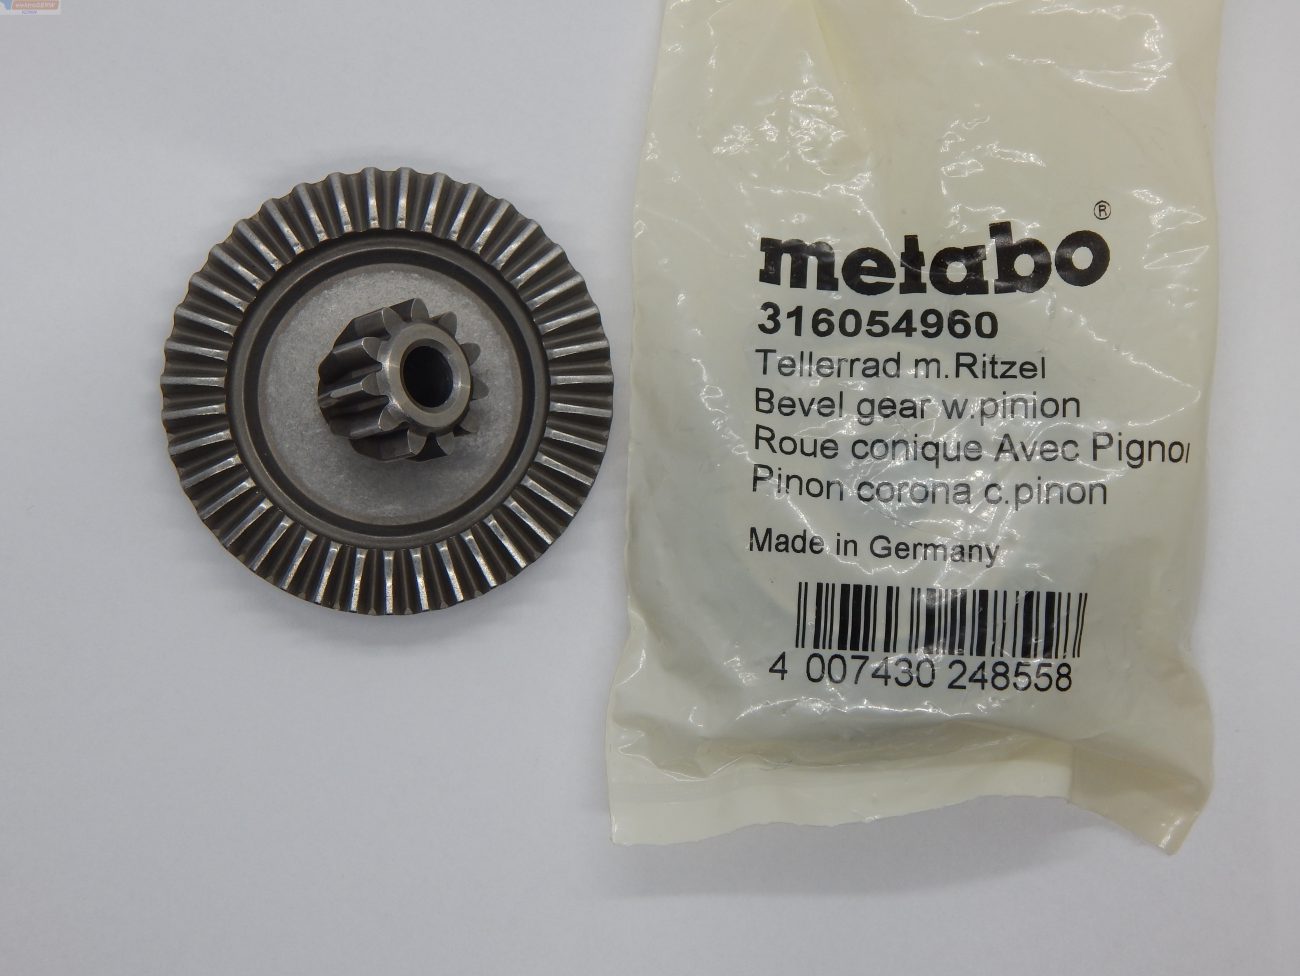 metabo®
316054960
Tellerrad m.Ritzel
Bevel gear w.pinion
Roue conique Avec Pigno
Pinon corona c.pinon
Made in Germany
4 007430 248558